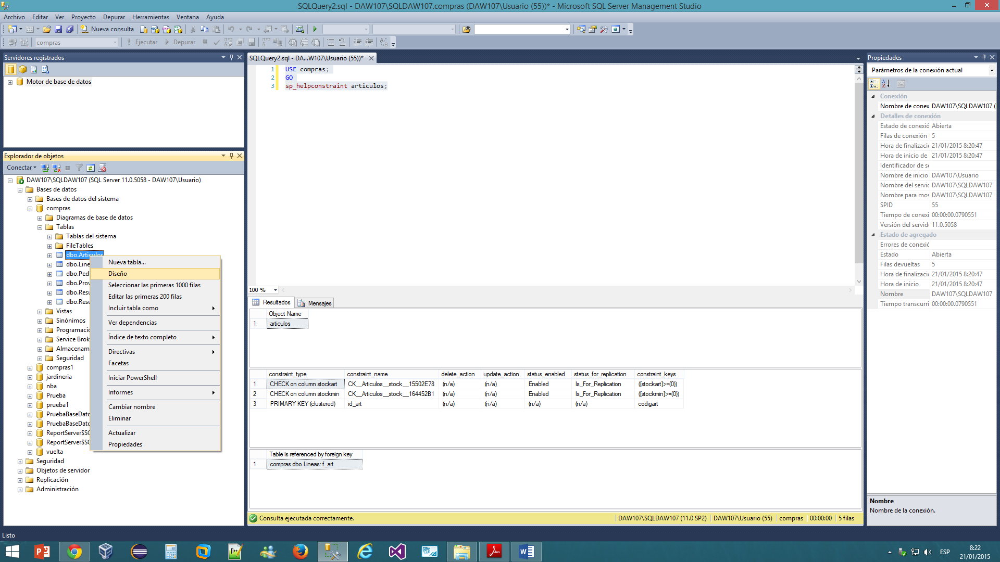 SQLQuery2.sql - DAW107\SQLDAW107.compras (DAW107\Usuario (55))* - Microsoft SQL Server Management Studio
Archivo Editar Ver Proyecto Depurar Herramientas Ventana Ayuda
Nueva consulta
compras Ejecutar Depurar
Servidores registrados
Motor de base de datos
Explorador de objetos
Conectar
DAW107\SQLDAW107 (SQL Server 11.0.5058 - DAW107\Usuario)
Bases de datos
Bases de datos del sistema
compras
Diagramas de base de datos
Tablas
Tablas del sistema
FileTables
dbo.Articulos
dbo.Line
dbo.Ped
dbo.Prov
dbo.Resu
dbo.Resu
Vistas
Sinónimos
Programació
Service Brok
Almacenam
Seguridad
compras1
jardineria
nba
Prueba
prueba1
PruebaBaseDato
PruebaBaseDato
ReportServer$SQ
ReportServer$SQ
vuelta
Seguridad
Objetos de servidor
Replicación
Administración
Nueva tabla...
Diseño
Seleccionar las primeras 1000 filas
Editar las primeras 200 filas
Incluir tabla como
Ver dependencias
Índice de texto completo
Directivas
Facetas
Iniciar PowerShell
Informes
Cambiar nombre
Eliminar
Actualizar
Propiedades
SQLQuery2.sql - DA...W107\Usuario (55))*
1 USE compras;
2 GO
3 sp_helpconstraint articulos;
100 %
Resultados Mensajes
Object Name
1 articulos
constraint_type constraint_name delete_action update_action status_enabled status_for_replication constraint_keys
1 CHECK on column stockart CK__Articulos__stock__15502E78 (n/a) (n/a) Enabled Is_For_Replication ([stockart]>=(0))
2 CHECK on column stockmin CK__Articulos__stock__164452B1 (n/a) (n/a) Enabled Is_For_Replication ([stockmin]>=(0))
3 PRIMARY KEY (clustered) id_art (n/a) (n/a) (n/a) (n/a) codigart
Table is referenced by foreign key
1 compras.dbo.Lineas: f_art
Consulta ejecutada correctamente. DAW107\SQLDAW107 (11.0 SP2) DAW107\Usuario (55) compras 00:00:00 5 filas
Propiedades
Parámetros de la conexión actual
Conexión
Nombre de conex DAW107\SQLDAW107 (
Detalles de conexión
Estado de conexió Abierta
Filas de conexión 5
Hora de finalizació 21/01/2015 8:20:47
Hora de inicio de 21/01/2015 8:20:47
Identificador de se
Nombre de inicio DAW107\Usuario
Nombre del servic DAW107\SQLDAW107
Nombre para mos DAW107\SQLDAW107
SPID 55
Tiempo de conexi 00:00:00.0790551
Versión del servido 11.0.5058
Estado de agregado
Errores de conexió
Estado Abierta
Filas devueltas 5
Hora de finalizació 21/01/2015 8:20:47
Hora de inicio 21/01/2015 8:20:47
Nombre DAW107\SQLDAW107
Tiempo transcurri 00:00:00.0790551
Nombre
Nombre de la conexión.
Listo
ESP
8:22
21/01/2015